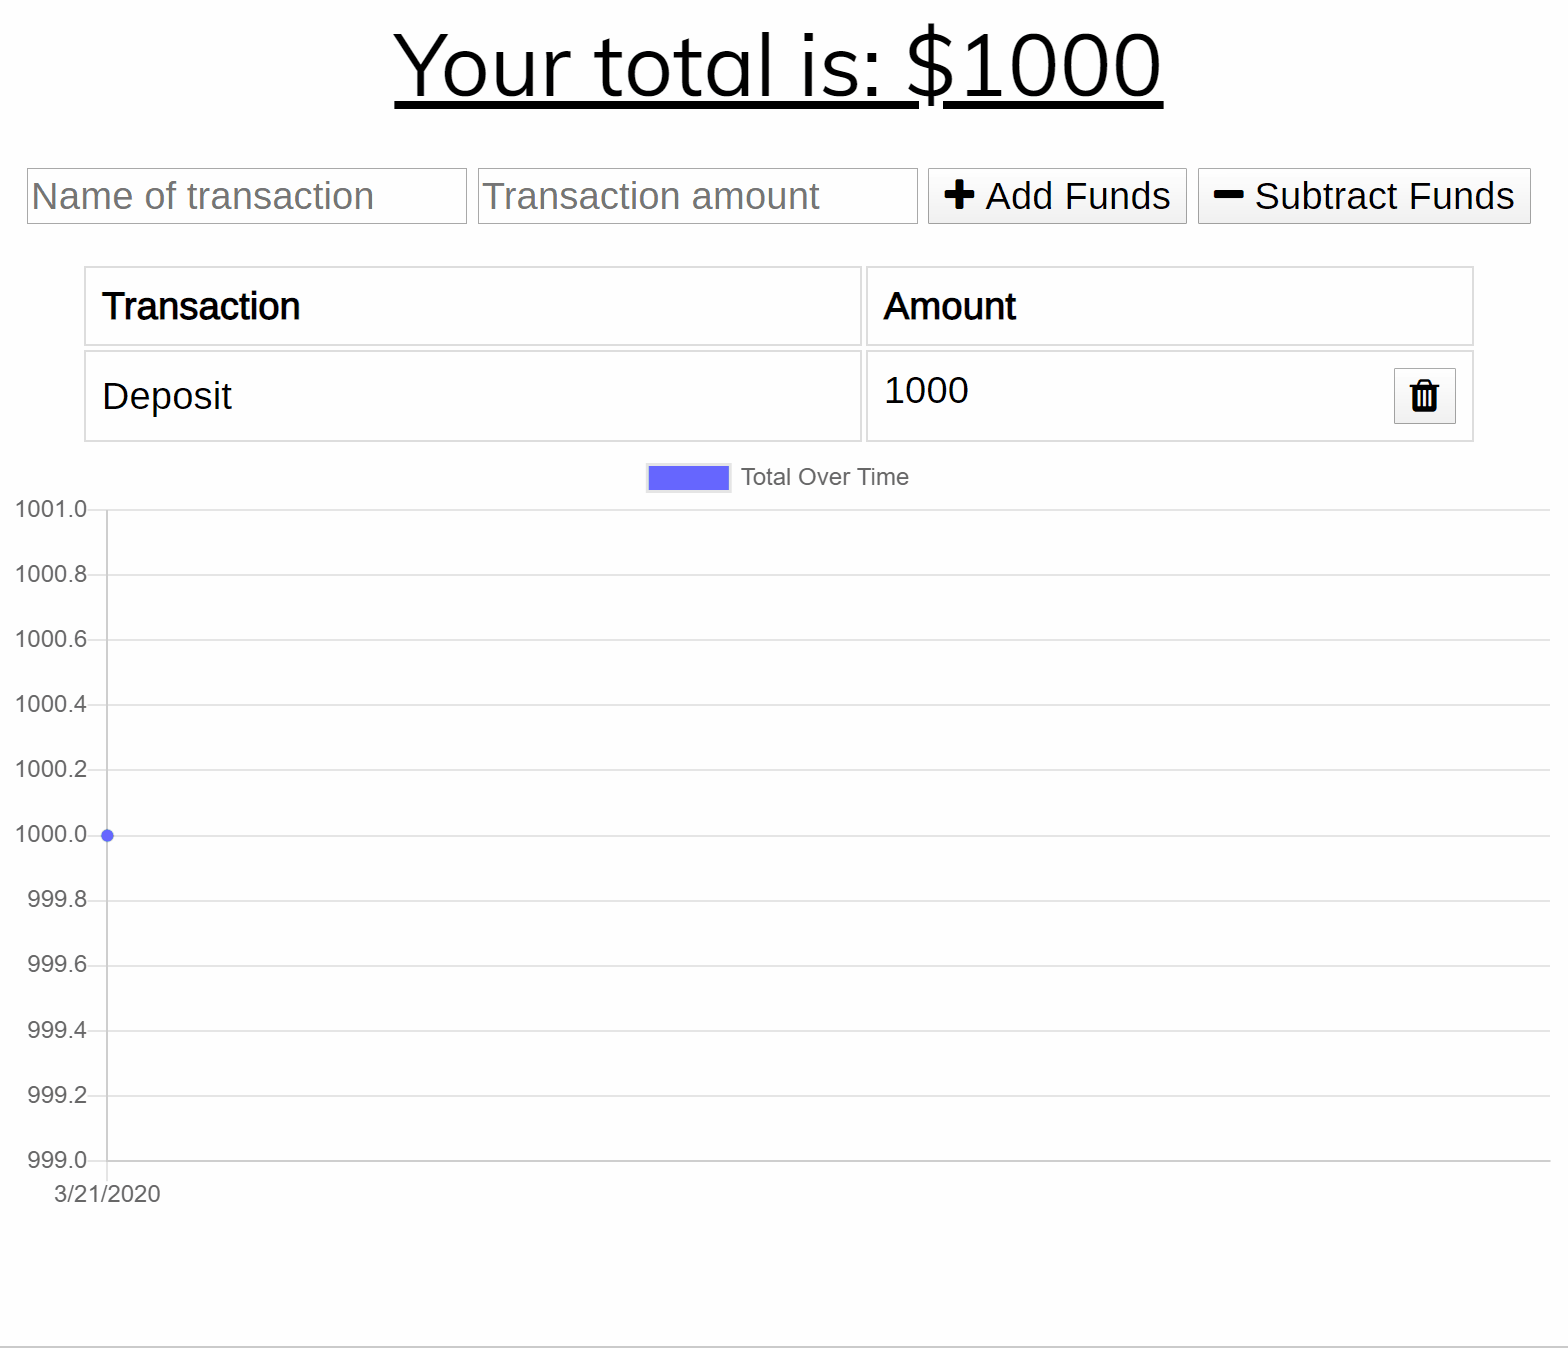 Your total is: $1000
Name of transaction Transaction amount Add Funds Subtract Funds
Transaction Amount
Deposit 1000
Total Over Time
1001.0
1000.8
1000.6
1000.4
1000.2
1000.0
999.8
999.6
999.4
999.2
999.0
3/21/2020